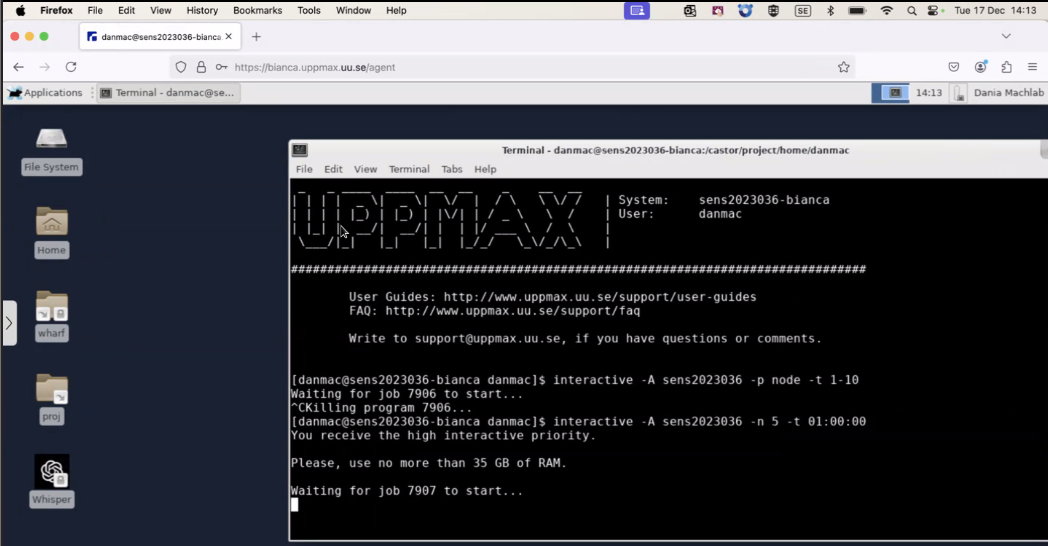 Firefox File Edit View History Bookmarks Tools Window Help SE Tue 17 Dec 14:13
danmac@sens2023036-bianca
https://bianca.uppmax.uu.se/agent
Applications Terminal - danmac@se... 14:13 Dania Machlab
File System
Home
wharf
proj
Whisper
Terminal - danmac@sens2023036-bianca:/castor/project/home/danmac
File Edit View Terminal Tabs Help
UPPMAX
| System: sens2023036-bianca
| User: danmac
###############################################################################
User Guides: http://www.uppmax.uu.se/support/user-guides
FAQ: http://www.uppmax.uu.se/support/faq
Write to support@uppmax.uu.se, if you have questions or comments.
[danmac@sens2023036-bianca danmac]$ interactive -A sens2023036 -p node -t 1-10
Waiting for job 7906 to start...
^CKilling program 7906...
[danmac@sens2023036-bianca danmac]$ interactive -A sens2023036 -n 5 -t 01:00:00
You receive the high interactive priority.
Please, use no more than 35 GB of RAM.
Waiting for job 7907 to start...